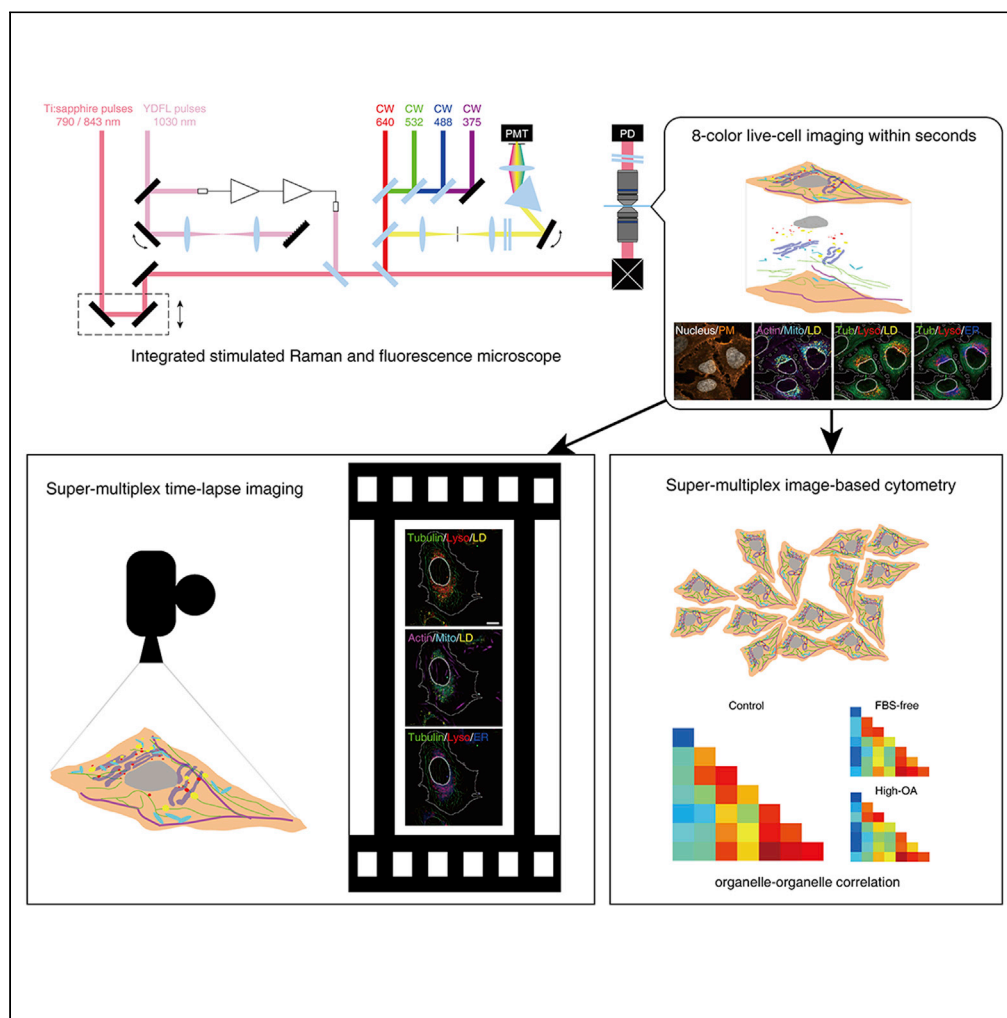 Ti:sapphire pulses
790 / 843 nm
YDFL pulses
1030 nm
CW
640
CW
532
CW
488
CW
375
PMT
PD
Integrated stimulated Raman and fluorescence microscope
8-color live-cell imaging within seconds
Nucleus/PM
Actin/Mito/LD
Tub/Lyso/LD
Tub/Lyso/ER
Super-multiplex time-lapse imaging
Tubulin/Lyso/LD
Actin/Mito/LD
Tubulin/Lyso/ER
Super-multiplex image-based cytometry
Control
FBS-free
High-OA
organelle-organelle correlation